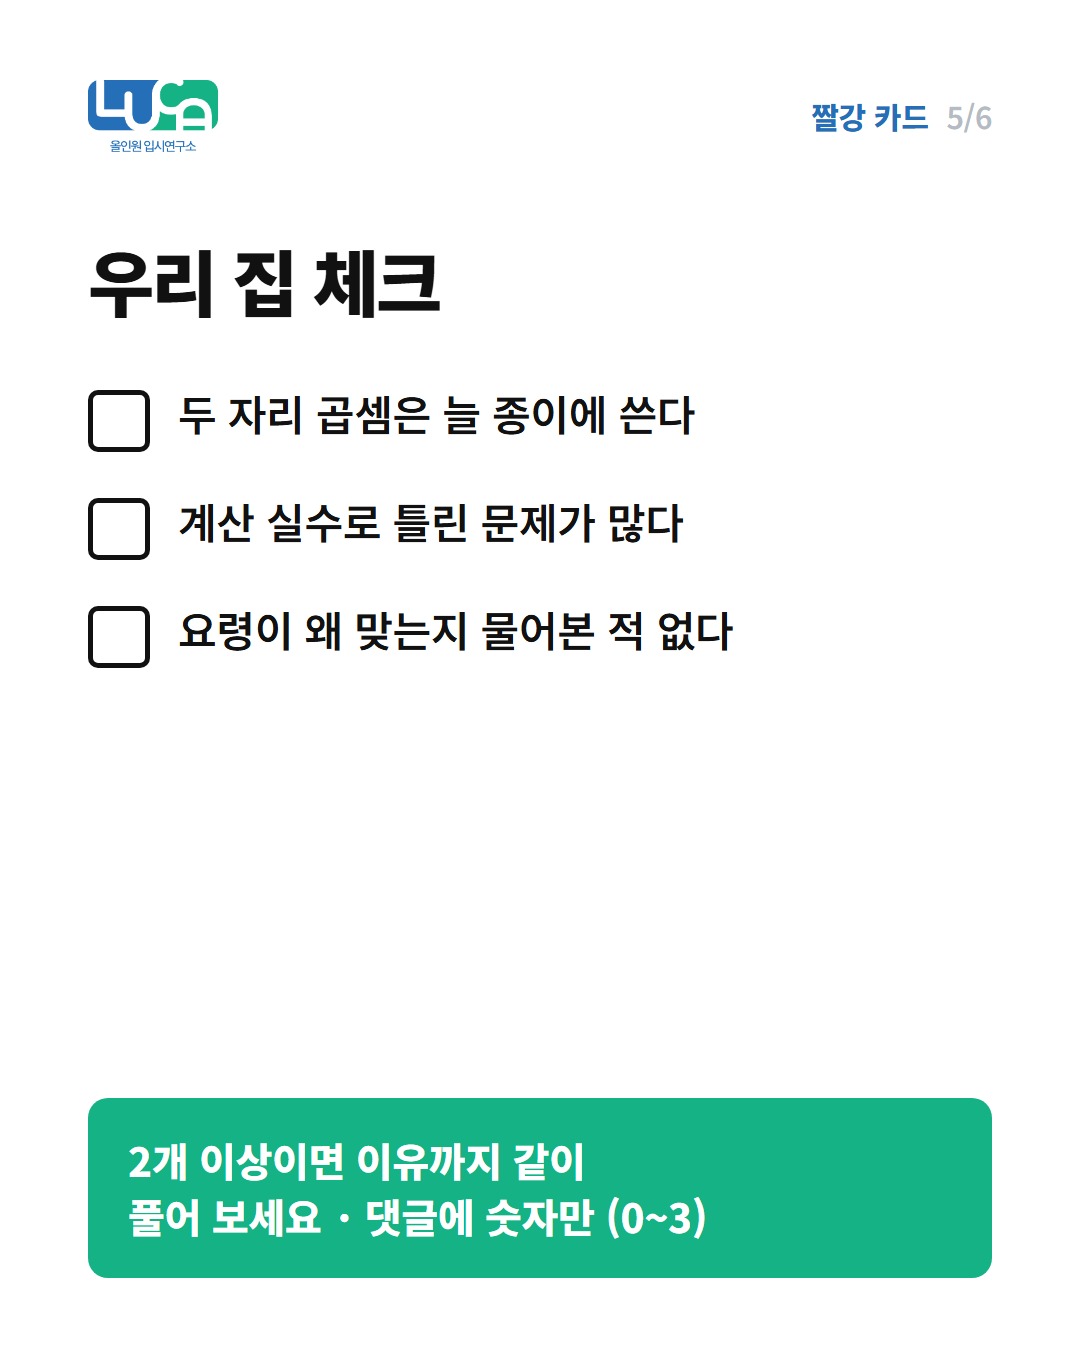 LUCA
올인원 입시연구소
짤강 카드 5/6
우리 집 체크
두 자리 곱셈은 늘 종이에 쓴다
계산 실수로 틀린 문제가 많다
요령이 왜 맞는지 물어본 적 없다
2개 이상이면 이유까지 같이
풀어 보세요 · 댓글에 숫자만 (0~3)